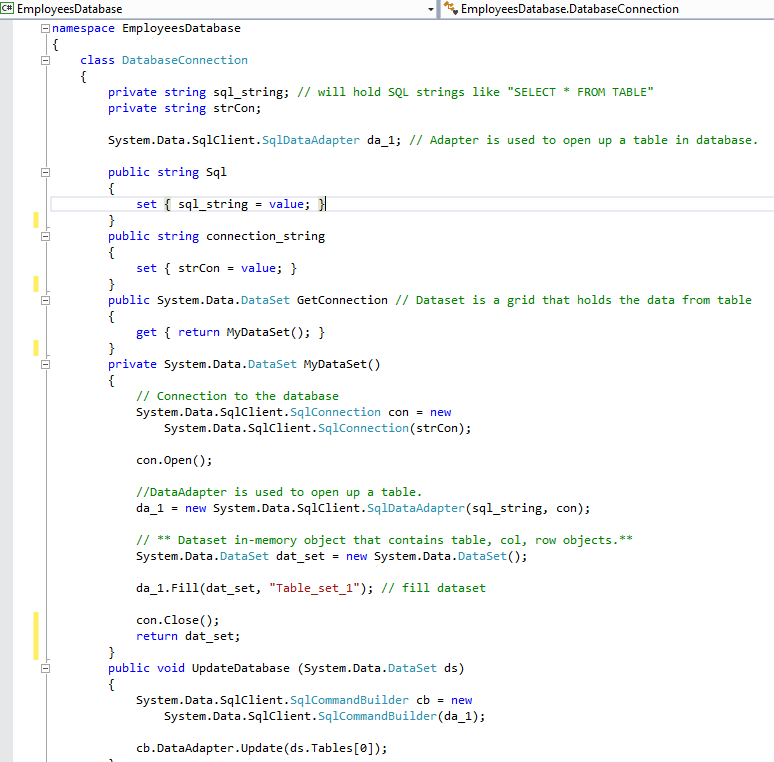 C# EmployeesDatabase EmployeesDatabase.DatabaseConnection
namespace EmployeesDatabase
{
    class DatabaseConnection
    {
        private string sql_string; // will hold SQL strings like "SELECT * FROM TABLE"
        private string strCon;

        System.Data.SqlClient.SqlDataAdapter da_1; // Adapter is used to open up a table in database.

        public string Sql
        {
            set { sql_string = value; }
        }
        public string connection_string
        {
            set { strCon = value; }
        }
        public System.Data.DataSet GetConnection // Dataset is a grid that holds the data from table
        {
            get { return MyDataSet(); }
        }
        private System.Data.DataSet MyDataSet()
        {
            // Connection to the database
            System.Data.SqlClient.SqlConnection con = new
                System.Data.SqlClient.SqlConnection(strCon);

            con.Open();

            //DataAdapter is used to open up a table.
            da_1 = new System.Data.SqlClient.SqlDataAdapter(sql_string, con);

            // ** Dataset in-memory object that contains table, col, row objects.**
            System.Data.DataSet dat_set = new System.Data.DataSet();

            da_1.Fill(dat_set, "Table_set_1"); // fill dataset

            con.Close();
            return dat_set;
        }
        public void UpdateDatabase (System.Data.DataSet ds)
        {
            System.Data.SqlClient.SqlCommandBuilder cb = new
                System.Data.SqlClient.SqlCommandBuilder(da_1);

            cb.DataAdapter.Update(ds.Tables[0]);